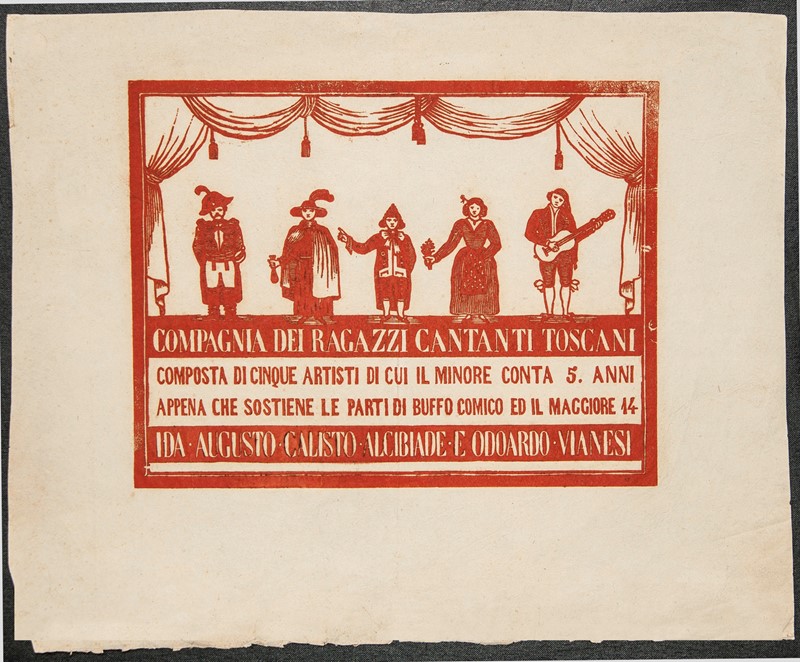 COMPAGNIA DEI RAGAZZI CANTANTI TOSCANI
COMPOSTA DI CINQUE ARTISTI DI CUI IL MINORE CONTA 5. ANNI
APPENA CHE SOSTIENE LE PARTI DI BUFFO COMICO ED IL MAGGIORE 14
IDA · AUGUSTO · CALISTO · ALCIBIADE · E ODOARDO · VIANESI